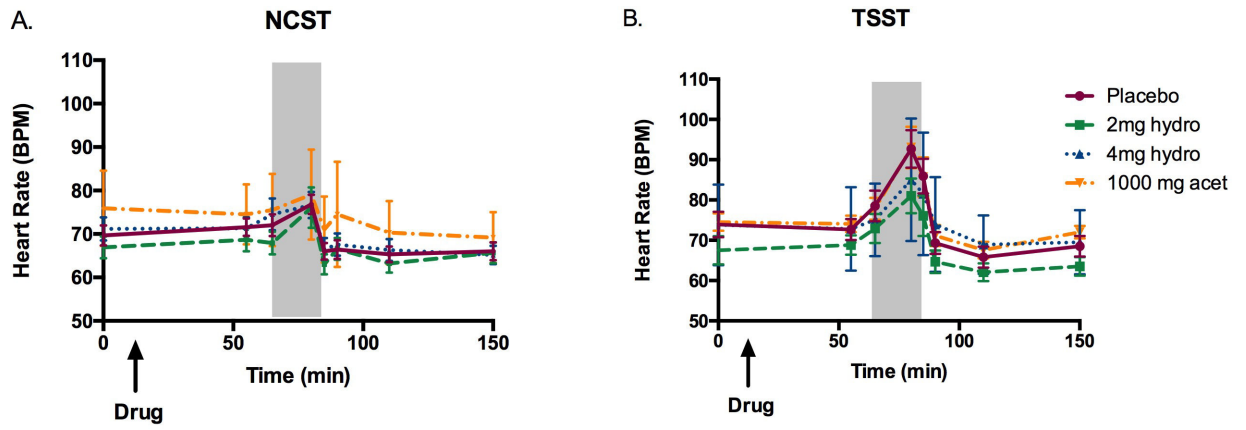 A.
NCST
Heart Rate (BPM)
110
100
90
80
70
60
50
0
50
100
150
Time (min)
Drug
B.
TSST
Heart Rate (BPM)
110
100
90
80
70
60
50
0
50
100
150
Time (min)
Drug
Placebo
2mg hydro
4mg hydro
1000 mg acet